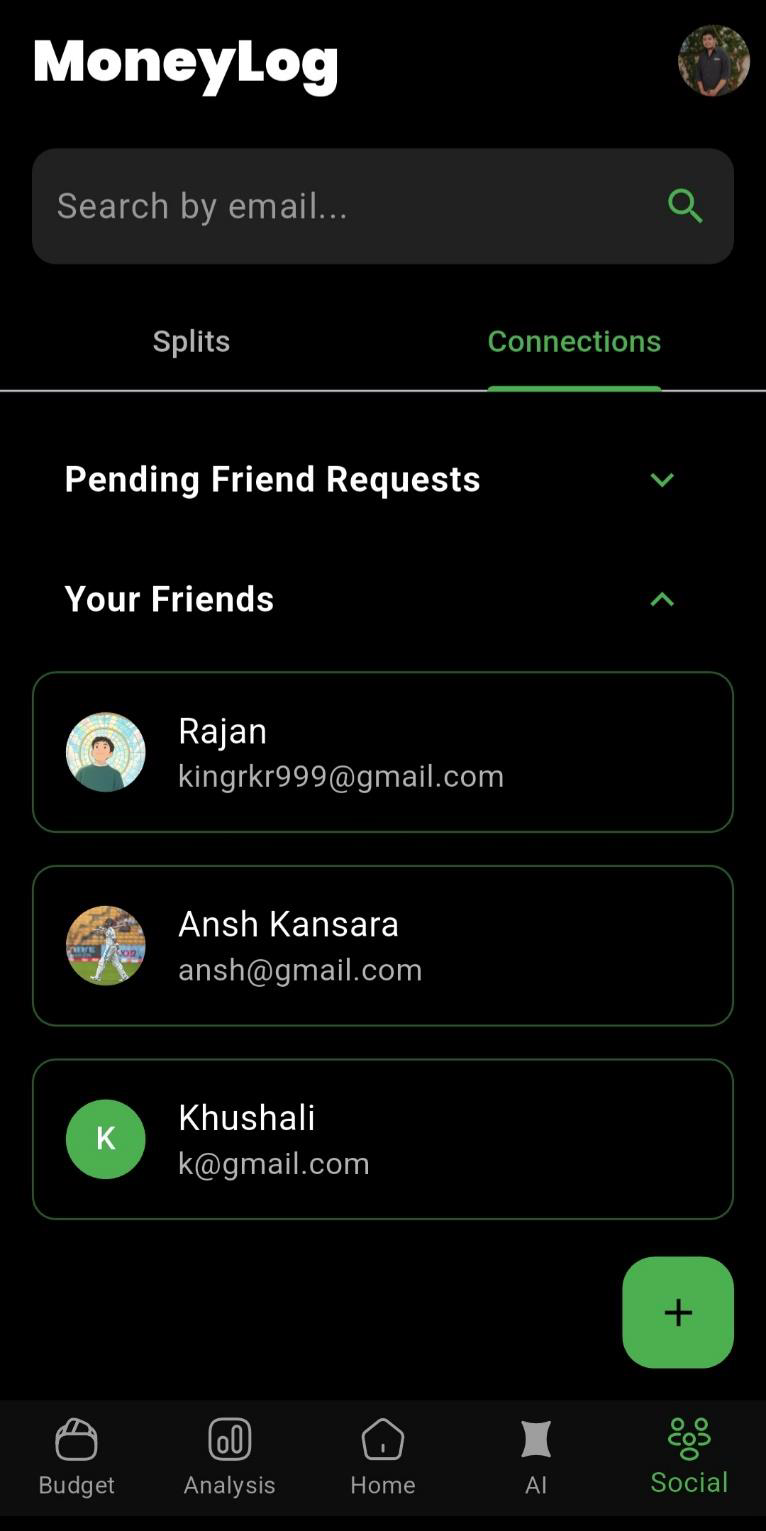 MoneyLog
Search by email...
Splits
Connections
Pending Friend Requests
Your Friends
Rajan
kingrkr999@gmail.com
Ansh Kansara
ansh@gmail.com
K
Khushali
k@gmail.com
+
Budget
Analysis
Home
AI
Social